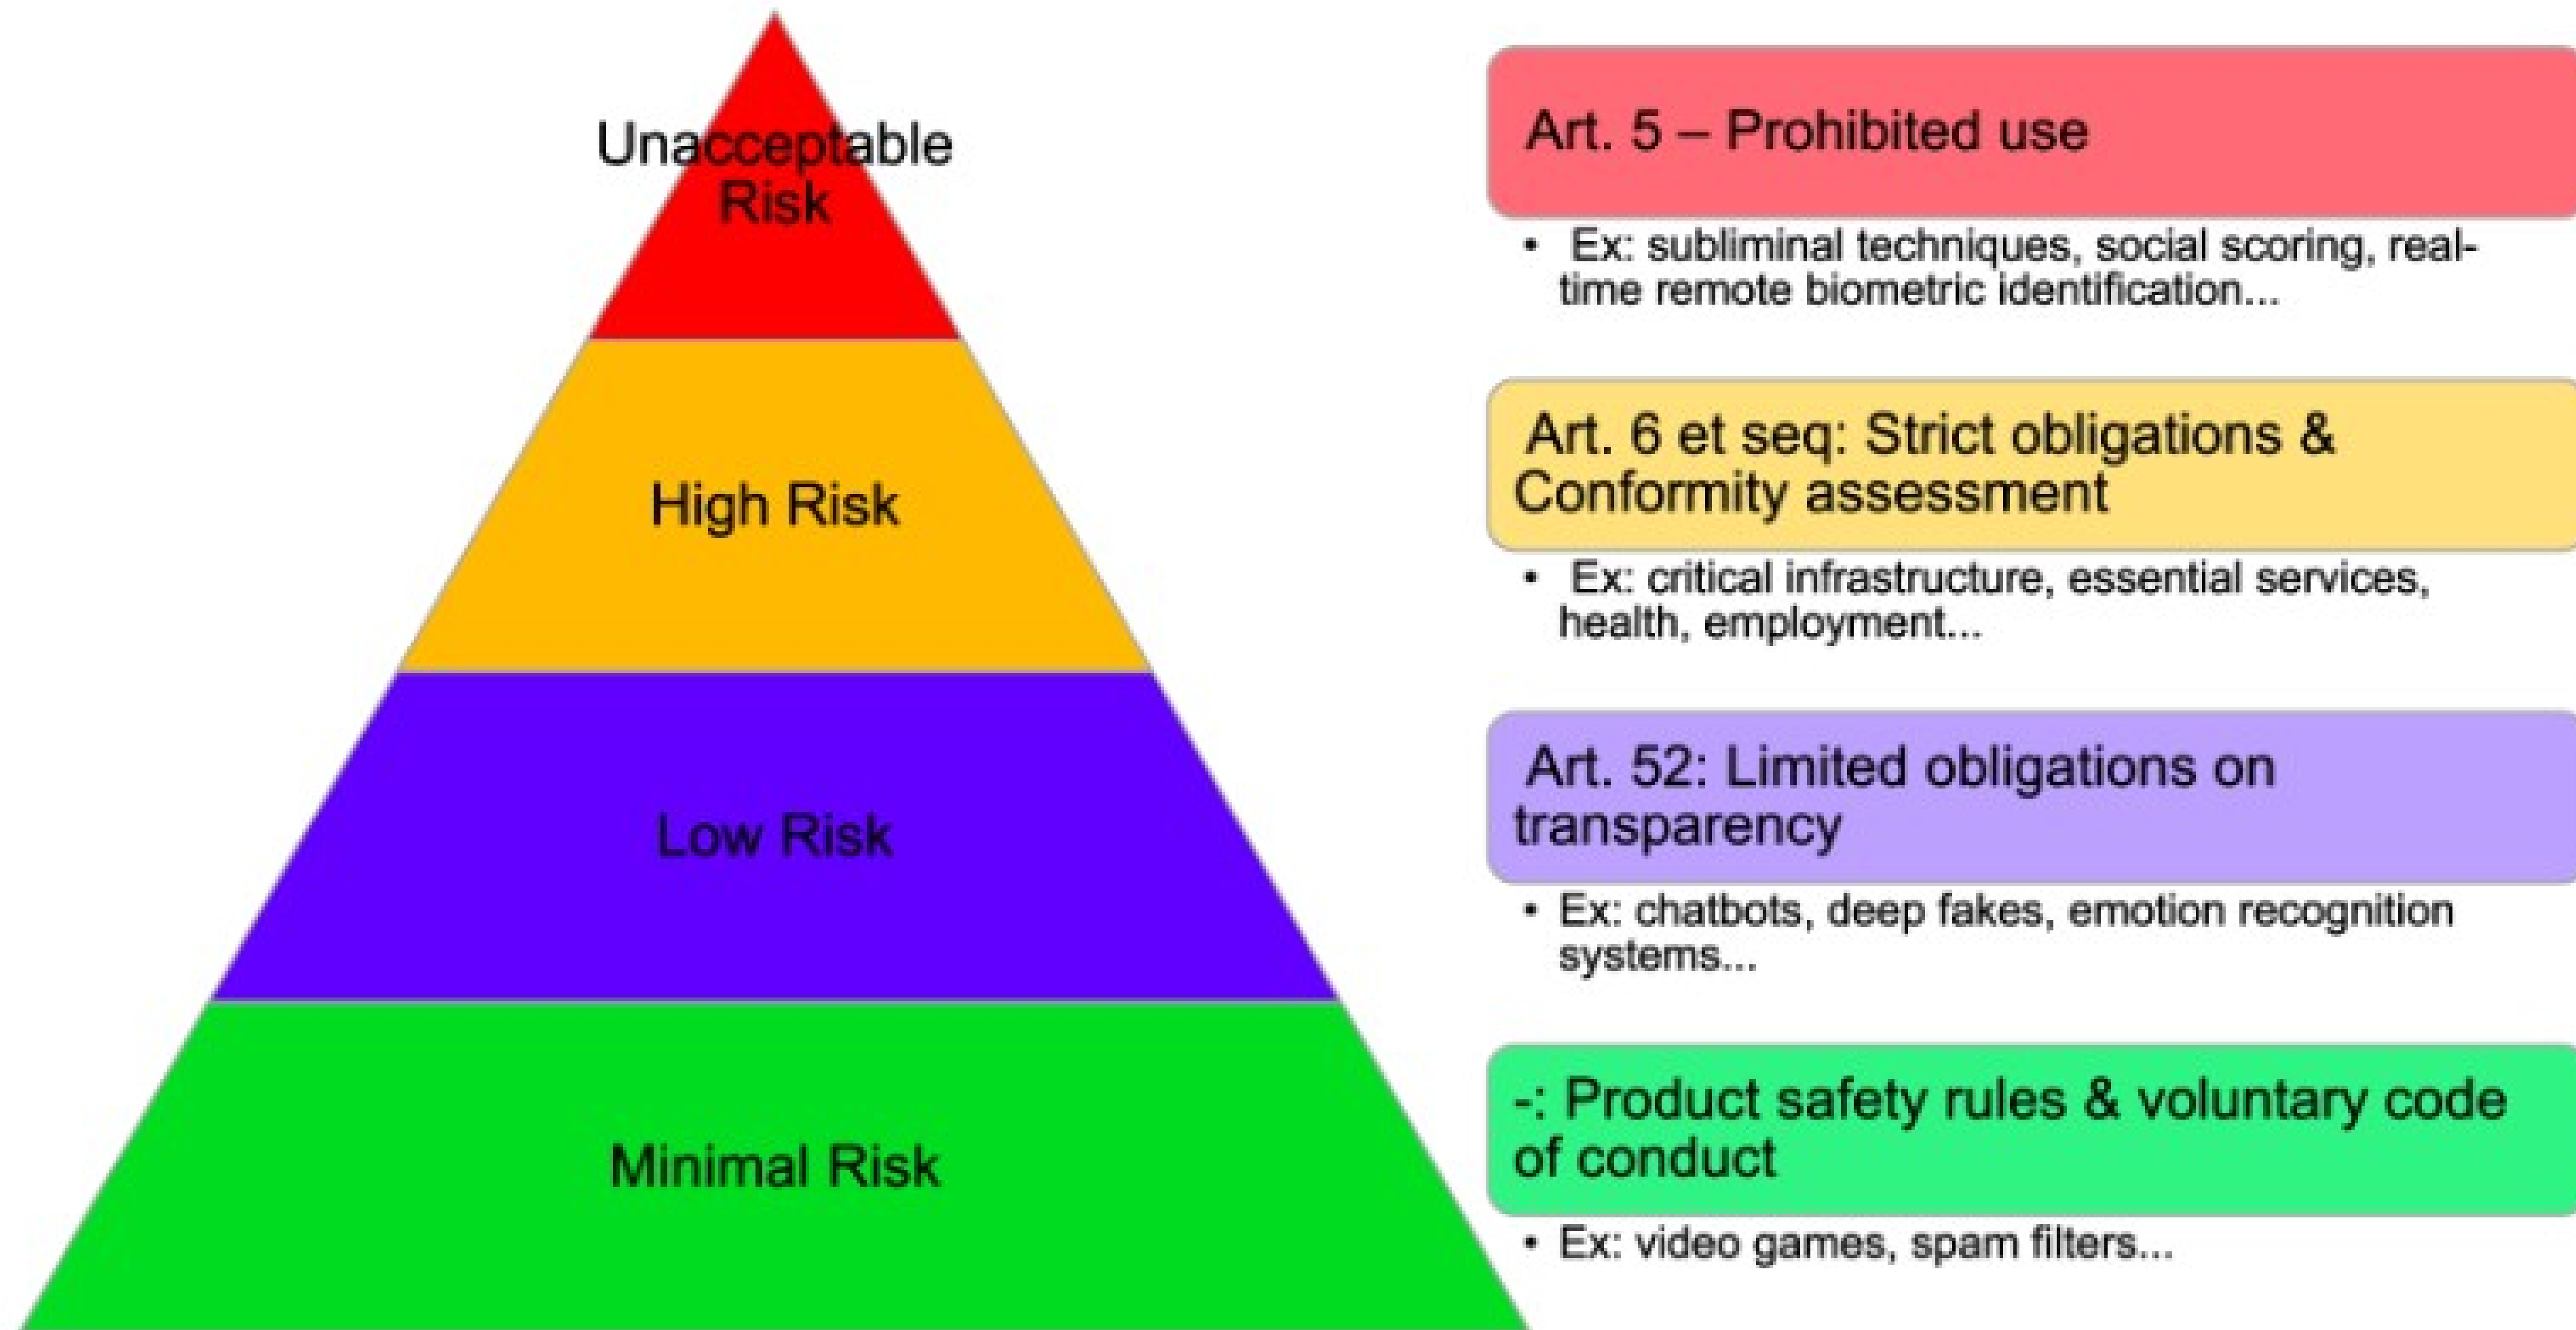 Unacceptable
Risk
Art. 5 – Prohibited use
• Ex: subliminal techniques, social scoring, real-
time remote biometric identification...
High Risk
Art. 6 et seq: Strict obligations &
Conformity assessment
• Ex: critical infrastructure, essential services,
health, employment...
Low Risk
Art. 52: Limited obligations on
transparency
• Ex: chatbots, deep fakes, emotion recognition
systems...
Minimal Risk
-: Product safety rules & voluntary code
of conduct
• Ex: video games, spam filters...